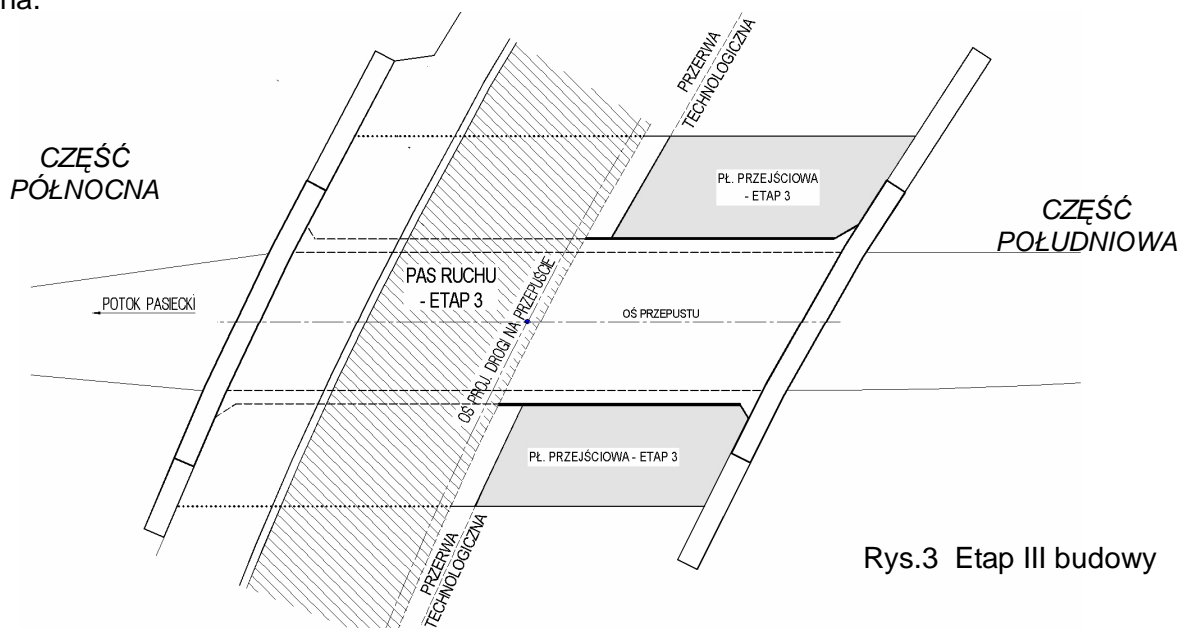 na.
PRZERWA
TECHNOLOGICZNA
CZĘŚĆ
PÓŁNOCNA
PŁ. PRZEJŚCIOWA
- ETAP 3
CZĘŚĆ
POŁUDNIOWA
PAS RUCHU
- ETAP 3
POTOK PASIECKI
OŚ PRZEPUSTU
OŚ PROJ. DROGI NA PRZEPUŚCIE
PŁ. PRZEJŚCIOWA - ETAP 3
PRZERWA
TECHNOLOGICZNA
Rys.3 Etap III budowy